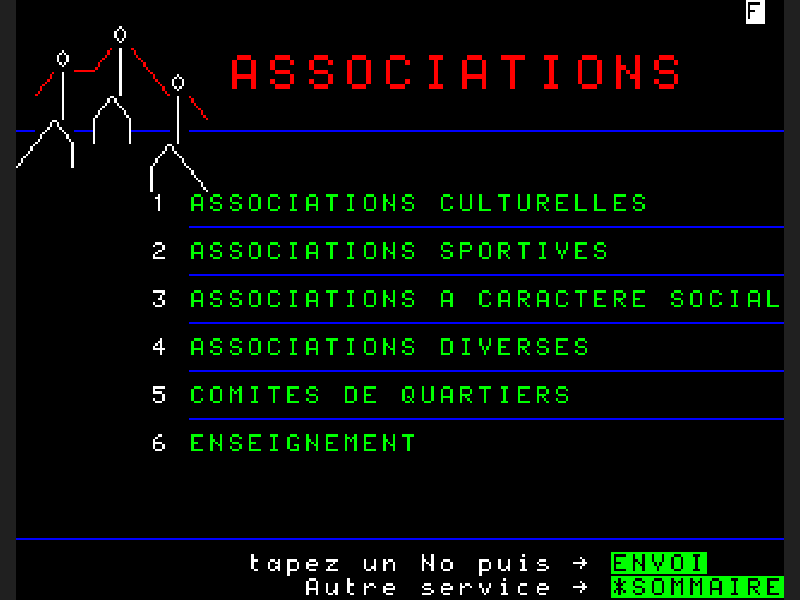 F
ASSOCIATIONS
1 ASSOCIATIONS CULTURELLES
2 ASSOCIATIONS SPORTIVES
3 ASSOCIATIONS A CARACTERE SOCIAL
4 ASSOCIATIONS DIVERSES
5 COMITES DE QUARTIERS
6 ENSEIGNEMENT
tapez un No puis → ENVOI
Autre service → *SOMMAIRE